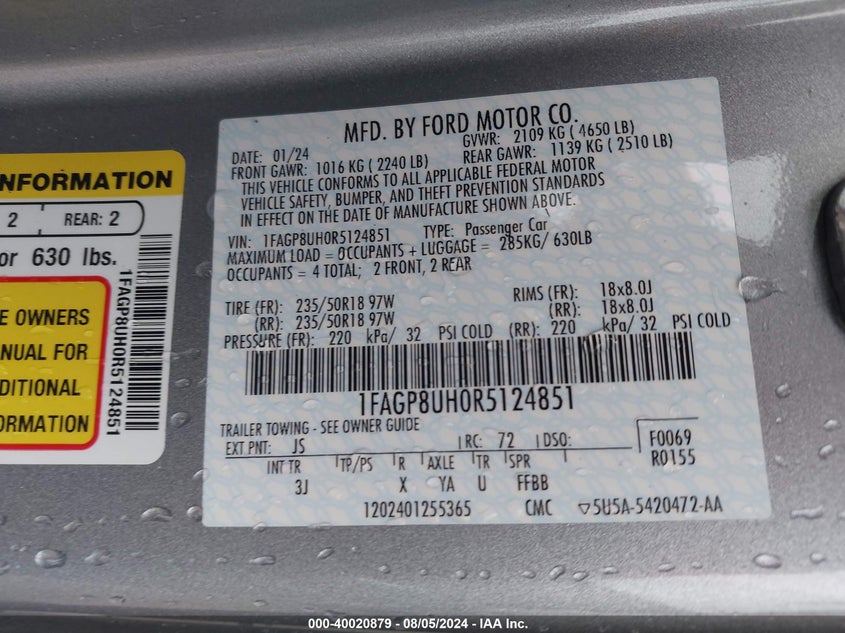 INFORMATION
2 | REAR: 2
or 630 lbs.
E OWNERS
ANUAL FOR
DITIONAL
ORMATION
1FAGP8UH0R5124851
MFD. BY FORD MOTOR CO.
DATE: 01/24 GVWR: 2109 KG ( 4650 LB)
FRONT GAWR: 1016 KG ( 2240 LB) REAR GAWR: 1139 KG ( 2510 LB)
THIS VEHICLE CONFORMS TO ALL APPLICABLE FEDERAL MOTOR
VEHICLE SAFETY, BUMPER, AND THEFT PREVENTION STANDARDS
IN EFFECT ON THE DATE OF MANUFACTURE SHOWN ABOVE.
VIN: 1FAGP8UH0R5124851 TYPE: Passenger Car
MAXIMUM LOAD = OCCUPANTS + LUGGAGE = 285KG/ 630LB
OCCUPANTS = 4 TOTAL; 2 FRONT, 2 REAR
TIRE (FR): 235/50R18 97W RIMS (FR): 18x8.0J
(RR): 235/50R18 97W (RR): 18x8.0J
PRESSURE (FR): 220 kPa/ 32 PSI COLD (RR): 220 kPa/ 32 PSI COLD
1FAGP8UH0R5124851
TRAILER TOWING - SEE OWNER GUIDE
EXT PNT: JS | RC: 72 | DSO: F0069
R0155
INT TR | TP/PS | R | AXLE | TR | SPR |
3J X YA U FFBB
1202401255365 CMC ▽5U5A-5420472-AA
000-40020879 - 08/05/2024 - IAA Inc.